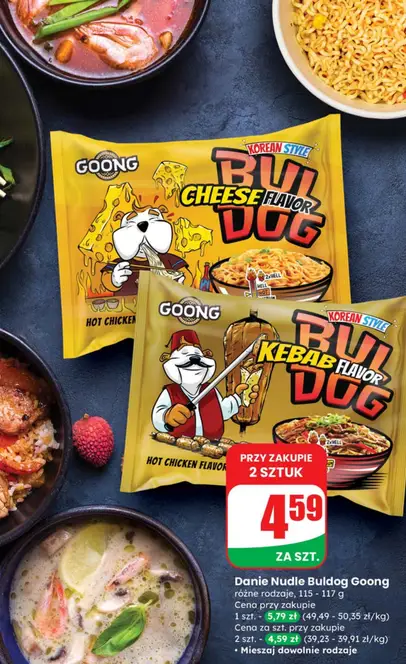 GOONG
KOREAN STYLE
BUL
DOG
CHEESE FLAVOR
HOT CHICKEN
GOONG
KOREAN STYLE
BUL
DOG
KEBAB FLAVOR
HOT CHICKEN FLAVOR
PRZY ZAKUPIE
2 SZTUK
4 59
ZA SZT.
Danie Nudle Buldog Goong
różne rodzaje, 115 - 117 g
Cena przy zakupie
1 szt. - 5,79 zł (49,49 - 50,35 zł/kg)
Cena za szt. przy zakupie
2 szt. - 4,59 zł (39,23 - 39,91 zł/kg)
• Mieszaj dowolnie rodzaje